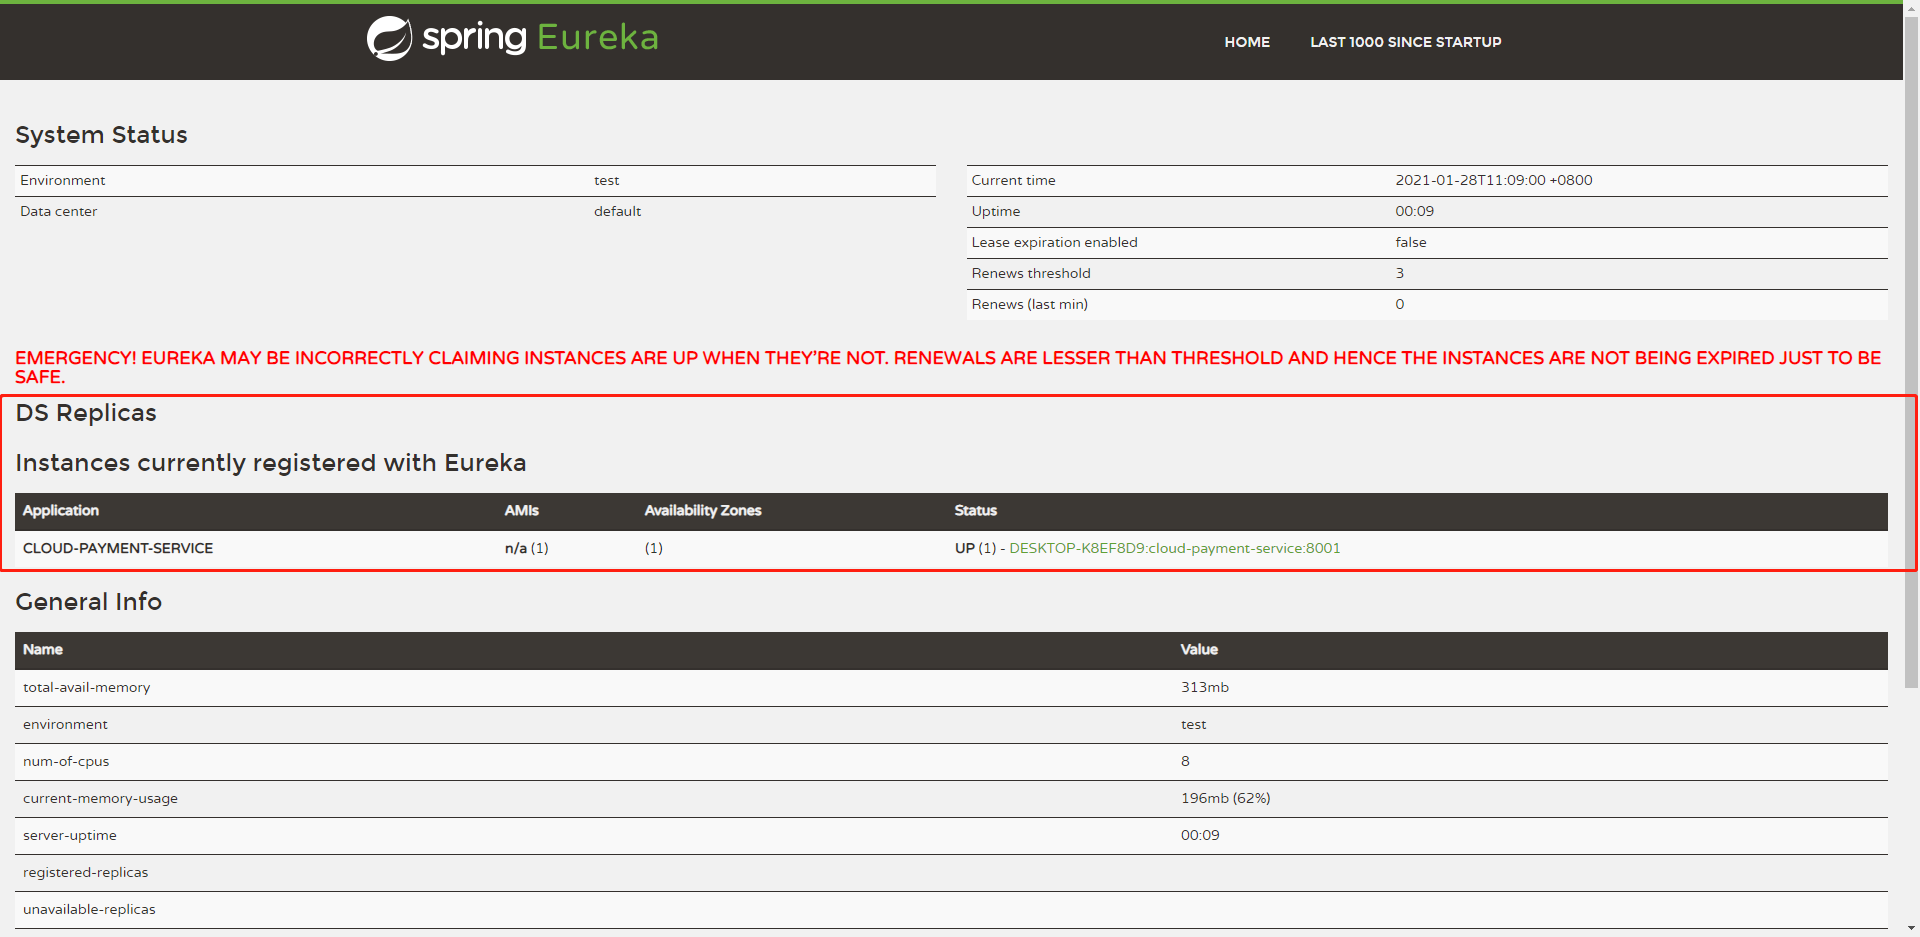 spring Eureka
HOME LAST 1000 SINCE STARTUP
System Status
Environment test
Data center default
Current time 2021-01-28T11:09:00 +0800
Uptime 00:09
Lease expiration enabled false
Renews threshold 3
Renews (last min) 0
EMERGENCY! EUREKA MAY BE INCORRECTLY CLAIMING INSTANCES ARE UP WHEN THEY'RE NOT. RENEWALS ARE LESSER THAN THRESHOLD AND HENCE THE INSTANCES ARE NOT BEING EXPIRED JUST TO BE
SAFE.
DS Replicas
Instances currently registered with Eureka
Application AMIs Availability Zones Status
CLOUD-PAYMENT-SERVICE n/a (1) (1) UP (1) - DESKTOP-K8EF8D9:cloud-payment-service:8001
General Info
Name Value
total-avail-memory 313mb
environment test
num-of-cpus 8
current-memory-usage 196mb (62%)
server-uptime 00:09
registered-replicas
unavailable-replicas